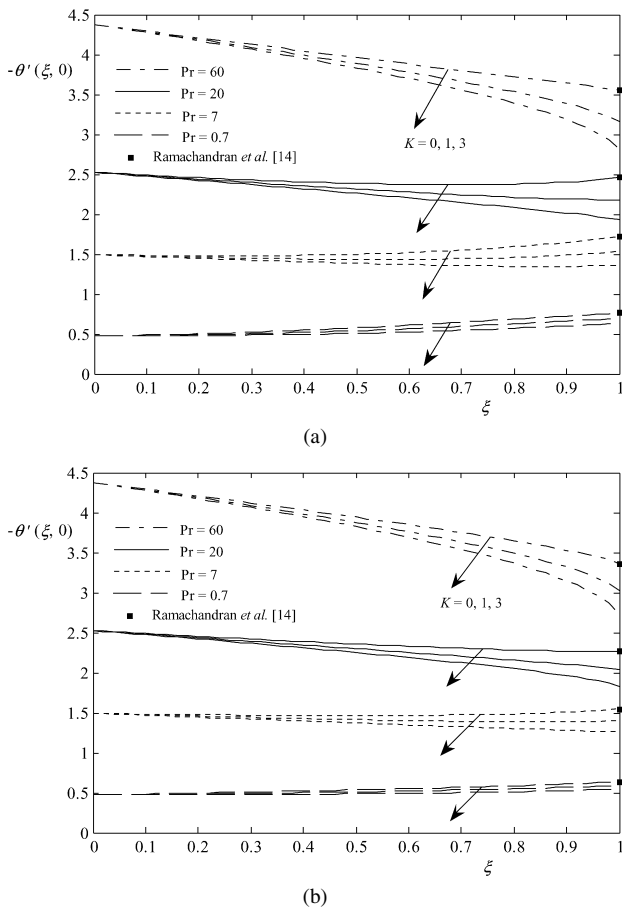 4.5
-θ′(ξ, 0)
4
3.5
3
2.5
2
1.5
1
0.5
0
Pr = 60
Pr = 20
Pr = 7
Pr = 0.7
Ramachandran et al. [14]
K = 0, 1, 3
0 0.1 0.2 0.3 0.4 0.5 0.6 0.7 0.8 0.9 1
ξ
(a)
4.5
-θ′(ξ, 0)
4
3.5
3
2.5
2
1.5
1
0.5
0
Pr = 60
Pr = 20
Pr = 7
Pr = 0.7
Ramachandran et al. [14]
K = 0, 1, 3
0 0.1 0.2 0.3 0.4 0.5 0.6 0.7 0.8 0.9 1
ξ
(b)